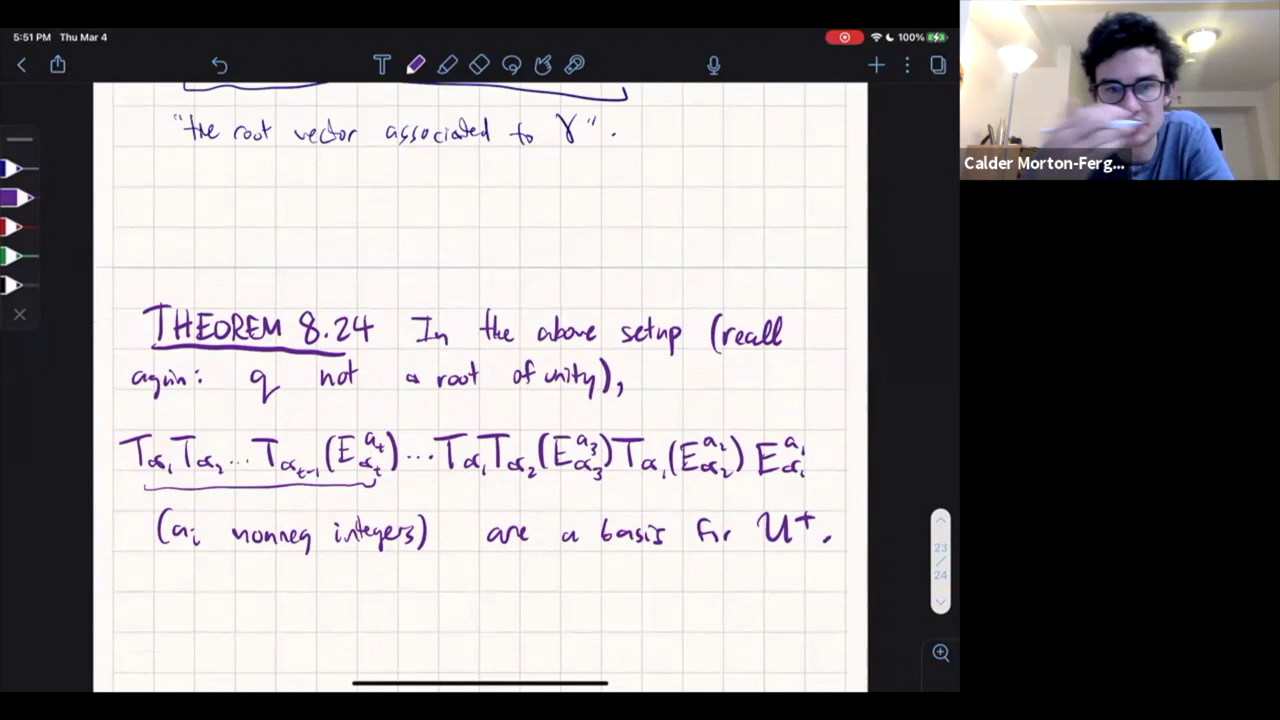 5:51 PM Thu Mar 4
100%
"the root vector associated to γ".
THEOREM 8.24 In the above setup (recall
again: q not a root of unity),
T_{α_1} T_{α_2} ... T_{α_{t-1}} (E_{α_t}^{a_t}) ... T_{α_1} T_{α_2} (E_{α_3}^{a_3}) T_{α_1} (E_{α_2}^{a_2}) E_{α_1}^{a_1}
(a_i nonneg integers) are a basis for U^+.
23
/
24
Calder Morton-Ferg...